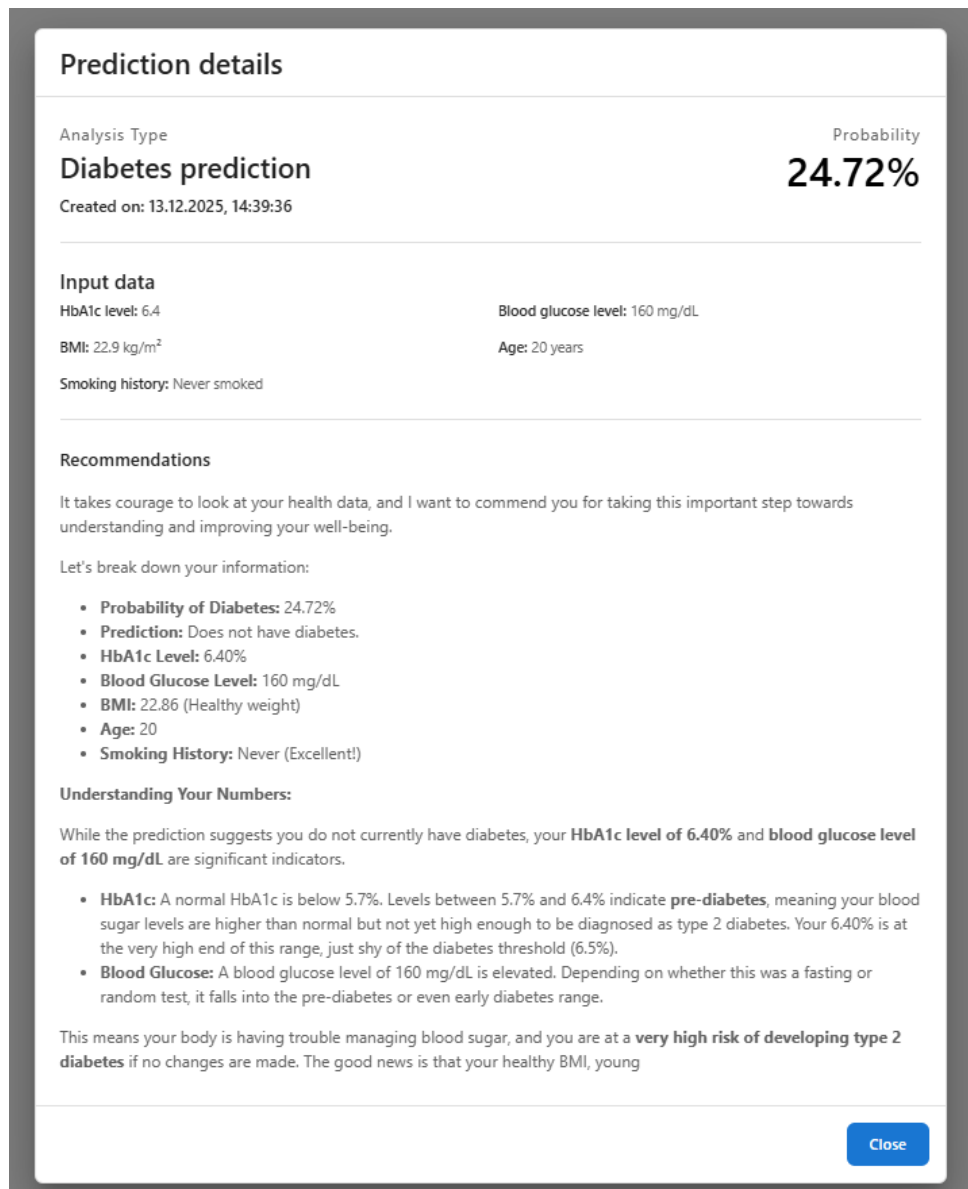 Prediction details
Analysis Type
Probability
Diabetes prediction
24.72%
Created on: 13.12.2025, 14:39:36
Input data
HbA1c level: 6.4
Blood glucose level: 160 mg/dL
BMI: 22.9 kg/m²
Age: 20 years
Smoking history: Never smoked
Recommendations
It takes courage to look at your health data, and I want to commend you for taking this important step towards
understanding and improving your well-being.
Let's break down your information:
• Probability of Diabetes: 24.72%
• Prediction: Does not have diabetes.
• HbA1c Level: 6.40%
• Blood Glucose Level: 160 mg/dL
• BMI: 22.86 (Healthy weight)
• Age: 20
• Smoking History: Never (Excellent!)
Understanding Your Numbers:
While the prediction suggests you do not currently have diabetes, your HbA1c level of 6.40% and blood glucose level
of 160 mg/dL are significant indicators.
• HbA1c: A normal HbA1c is below 5.7%. Levels between 5.7% and 6.4% indicate pre-diabetes, meaning your blood
sugar levels are higher than normal but not yet high enough to be diagnosed as type 2 diabetes. Your 6.40% is at
the very high end of this range, just shy of the diabetes threshold (6.5%).
• Blood Glucose: A blood glucose level of 160 mg/dL is elevated. Depending on whether this was a fasting or
random test, it falls into the pre-diabetes or even early diabetes range.
This means your body is having trouble managing blood sugar, and you are at a very high risk of developing type 2
diabetes if no changes are made. The good news is that your healthy BMI, young
Close